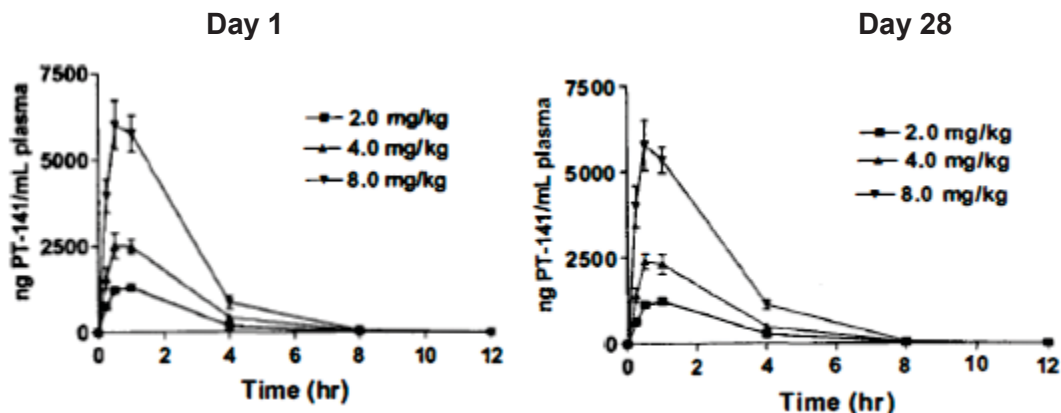 Day 1
ng PT-141/mL plasma
7500
5000
2500
0
2.0 mg/kg
4.0 mg/kg
8.0 mg/kg
0 2 4 6 8 10 12
Time (hr)
Day 28
ng PT-141/mL plasma
7500
5000
2500
0
2.0 mg/kg
4.0 mg/kg
8.0 mg/kg
0 2 4 6 8 10 12
Time (hr)